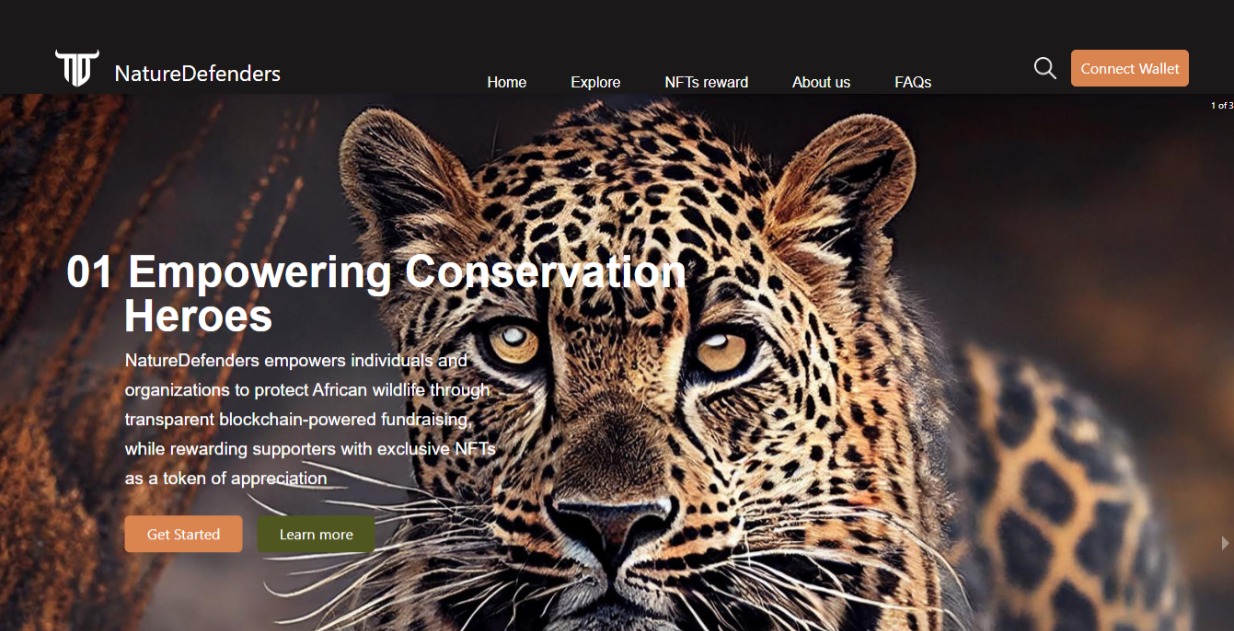 NatureDefenders
Home Explore NFTs reward About us FAQs
Connect Wallet
1 of 3
01 Empowering Conservation
Heroes
NatureDefenders empowers individuals and
organizations to protect African wildlife through
transparent blockchain-powered fundraising,
while rewarding supporters with exclusive NFTs
as a token of appreciation
Get Started
Learn more